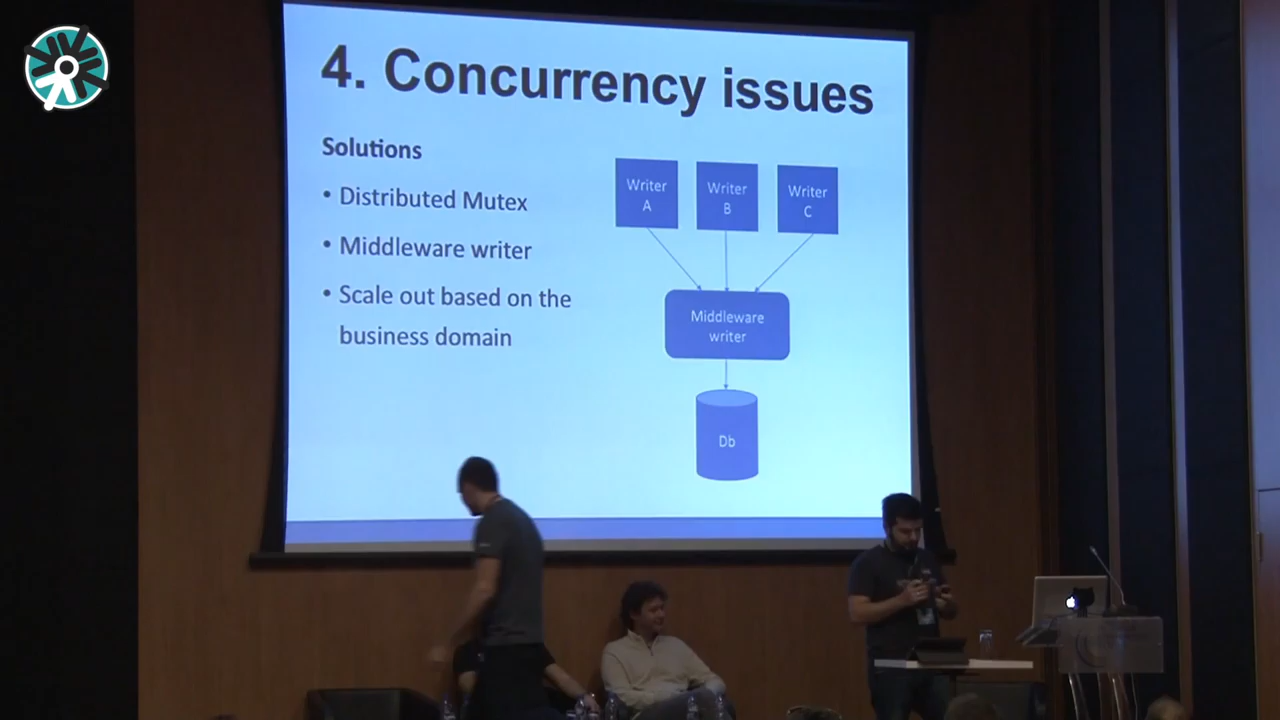 4. Concurrency issues
Solutions
• Distributed Mutex
• Middleware writer
• Scale out based on the
business domain
Writer
A
Writer
B
Writer
C
Middleware
writer
Db